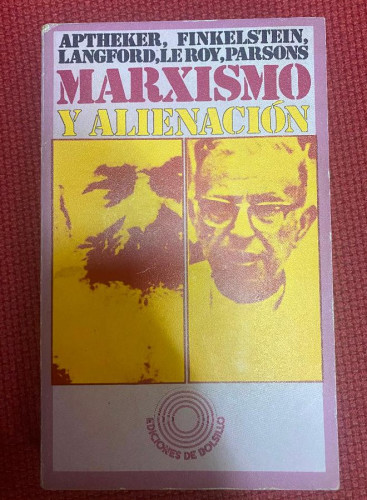 APTHEKER, FINKELSTEIN,
LANGFORD, LE ROY, PARSONS
MARXISMO
Y ALIENACIÓN
EDICIONES DE BOLSILLO